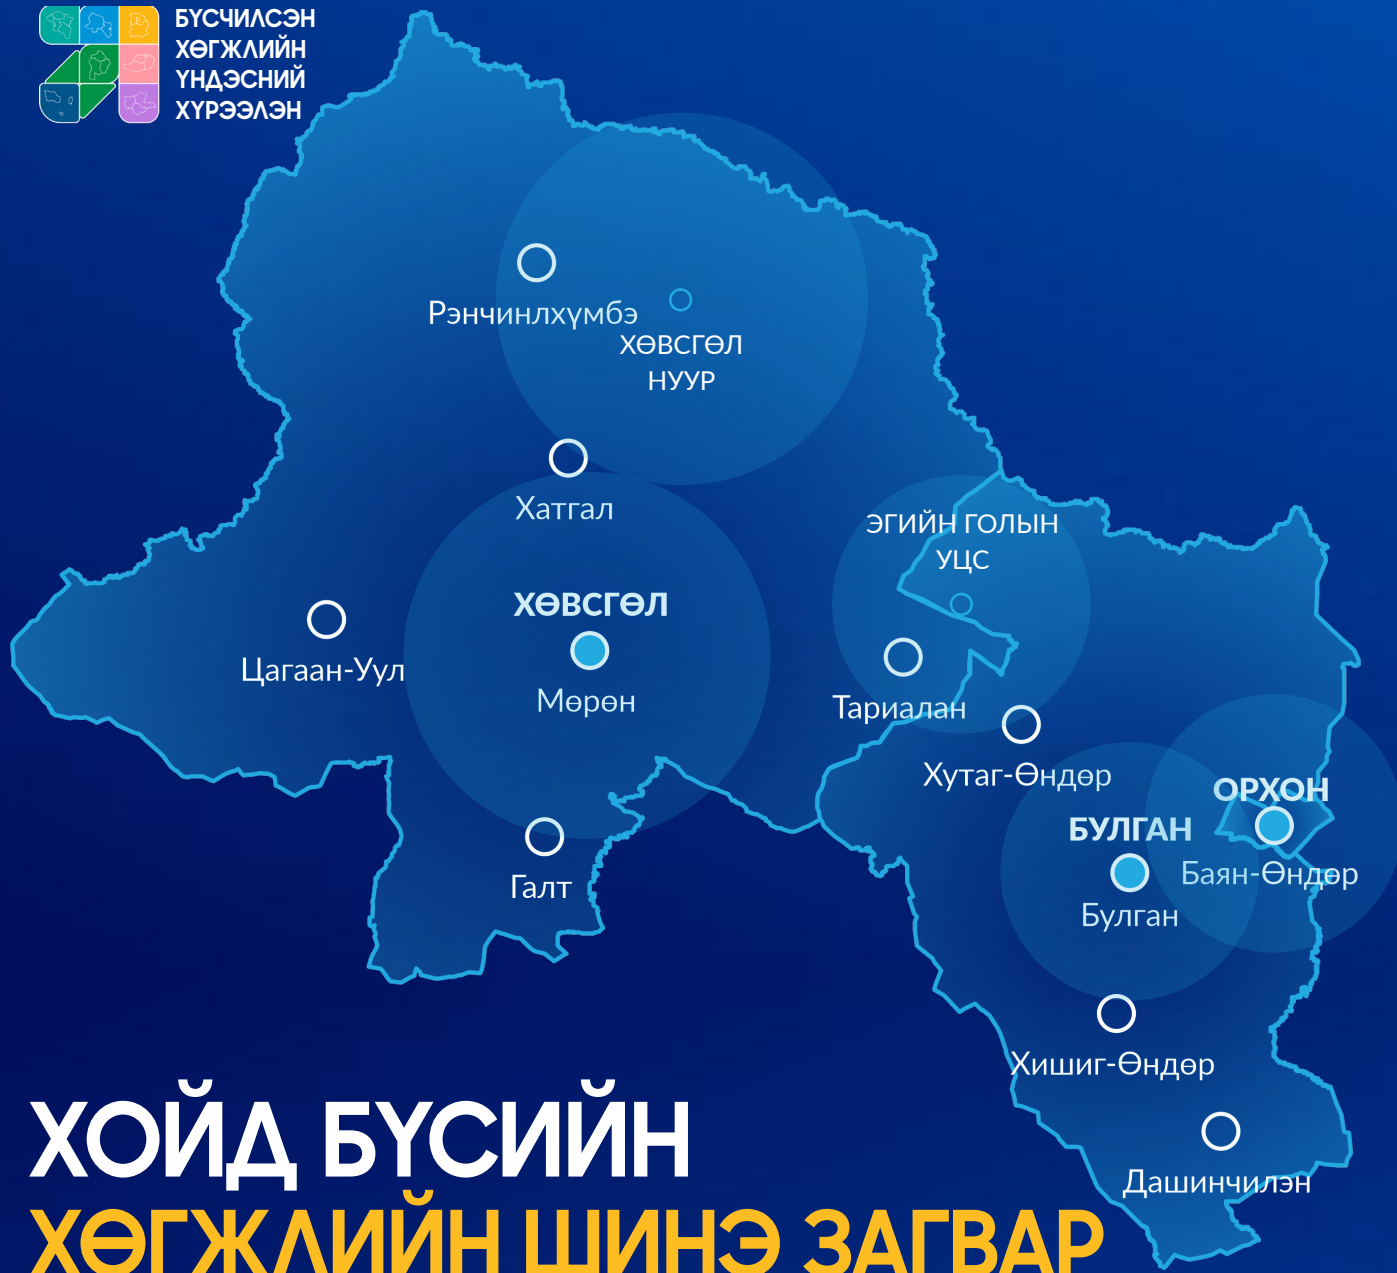 БҮСЧИЛСЭН
ХӨГЖЛИЙН
ҮНДЭСНИЙ
ХҮРЭЭЛЭН
Рэнчинлхүмбэ
ХӨВСГӨЛ
НУУР
Хатгал
ЭГИЙН ГОЛЫН
УЦС
ХӨВСГӨЛ
Цагаан-Уул
Мөрөн
Тариалан
Хутаг-Өндөр
ОРХОН
БУЛГАН
Баян-Өндөр
Галт
Булган
Хишиг-Өндөр
Дашинчилэн
ХОЙД БҮСИЙН
ХӨГЖЛИЙН ШИНЭ ЗАГВАР